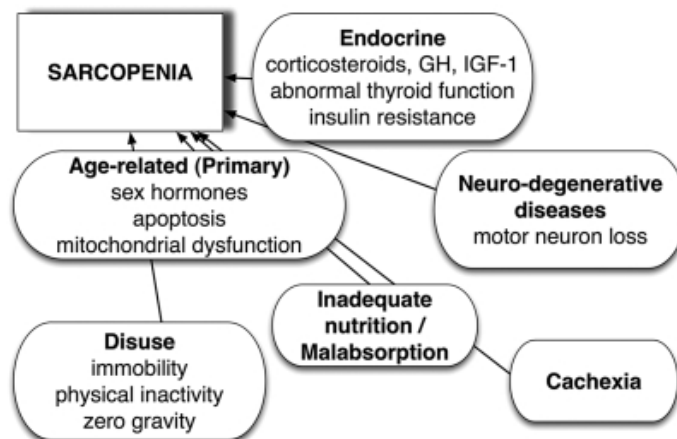 SARCOPENIA
Endocrine
corticosteroids, GH, IGF-1
abnormal thyroid function
insulin resistance
Age-related (Primary)
sex hormones
apoptosis
mitochondrial dysfunction
Neuro-degenerative
diseases
motor neuron loss
Inadequate
nutrition /
Malabsorption
Disuse
immobility
physical inactivity
zero gravity
Cachexia